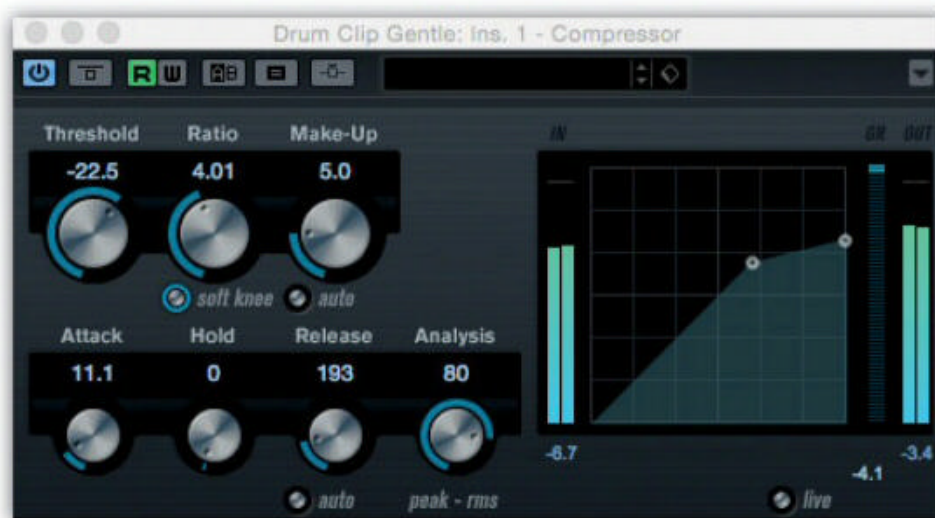 Drum Clip Gentle: Ins. 1 - Compressor
R W A B
Threshold Ratio Make-Up
-22.5 4.01 5.0
soft knee auto
Attack Hold Release Analysis
11.1 0 193 80
auto peak - rms
IN GR OUT
-6.7 -4.1 -3.4
live